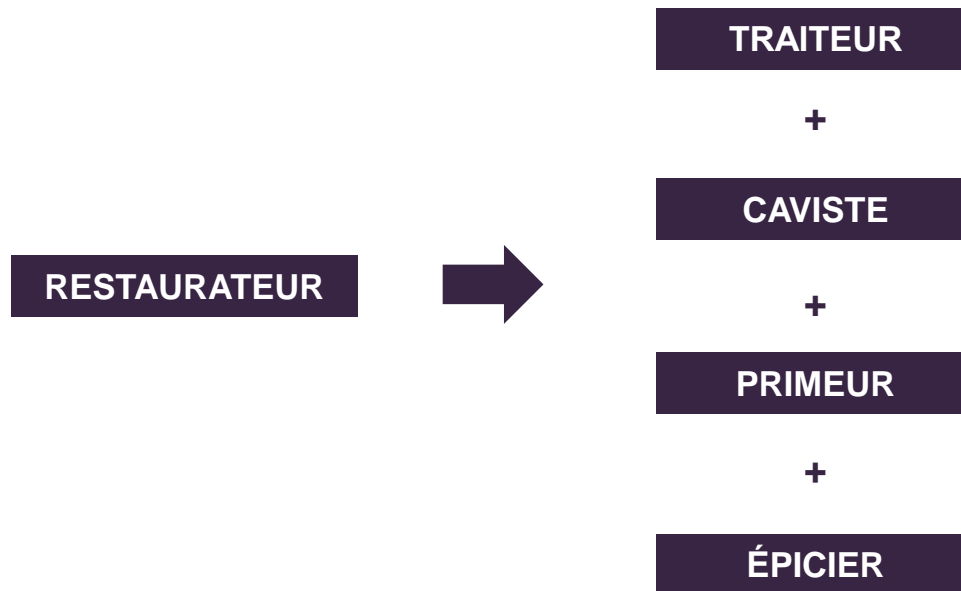 TRAITEUR
+
CAVISTE
RESTAURATEUR
+
PRIMEUR
+
ÉPICIER